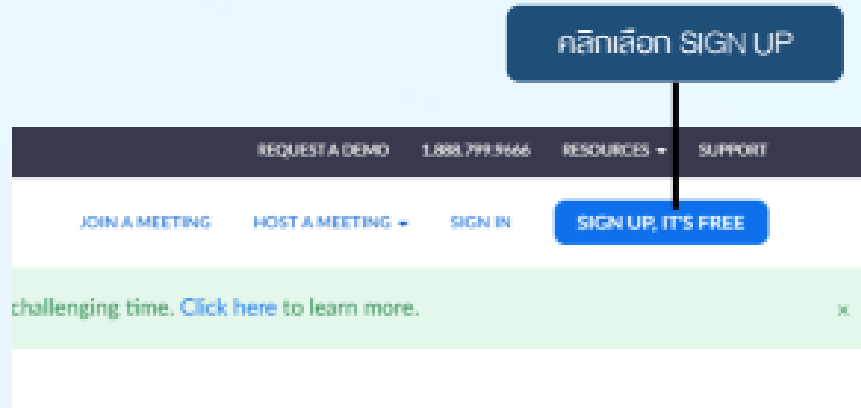 คลิกเลือก SIGN UP
REQUEST A DEMO 1.888.799.9666 RESOURCES SUPPORT
JOIN A MEETING HOST A MEETING SIGN IN SIGN UP, IT'S FREE
challenging time. Click here to learn more. ×